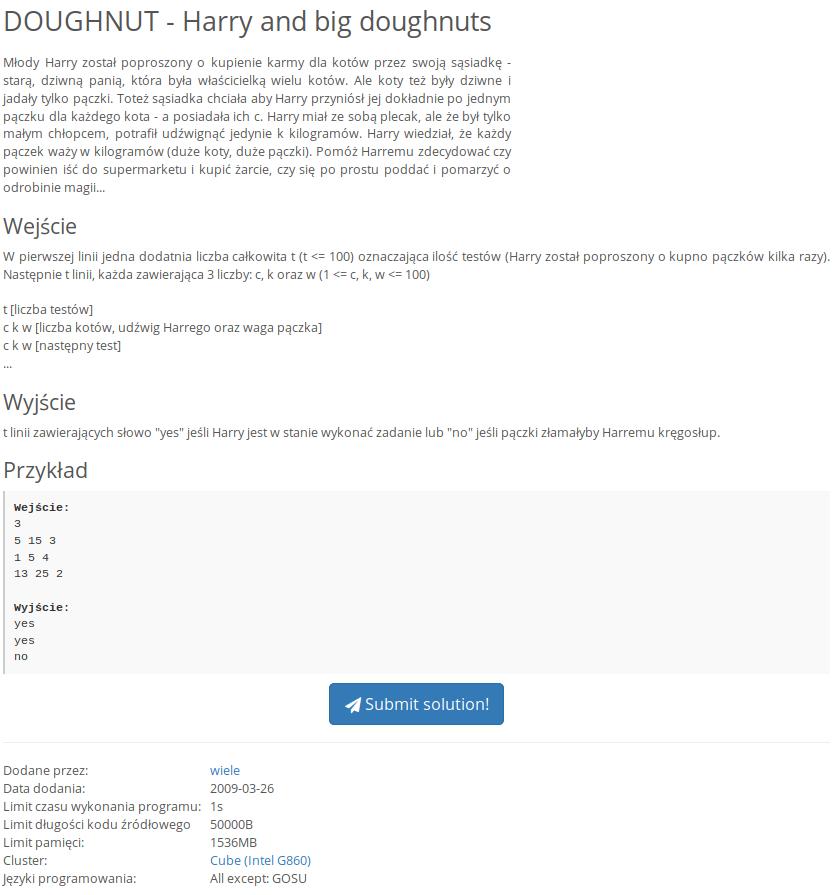 DOUGHNUT - Harry and big doughnuts
Młody Harry został poproszony o kupienie karmy dla kotów przez swoją sąsiadkę -
starą, dziwną panią, która była właścicielką wielu kotów. Ale koty też były dziwne i
jadały tylko pączki. Toteż sąsiadka chciała aby Harry przyniósł jej dokładnie po jednym
pączku dla każdego kota - a posiadała ich c. Harry miał ze sobą plecak, ale że był tylko
małym chłopcem, potrafił udźwignąć jedynie k kilogramów. Harry wiedział, że każdy
pączek waży w kilogramów (duże koty, duże pączki). Pomóż Harremu zdecydować czy
powinien iść do supermarketu i kupić żarcie, czy się po prostu poddać i pomarzyć o
odrobinie magii...
Wejście
W pierwszej linii jedna dodatnia liczba całkowita t (t <= 100) oznaczająca ilość testów (Harry został poproszony o kupno pączków kilka razy).
Następnie t linii, każda zawierająca 3 liczby: c, k oraz w (1 <= c, k, w <= 100)
t [liczba testów]
c k w [liczba kotów, udźwig Harrego oraz waga pączka]
c k w [następny test]
...
Wyjście
t linii zawierających słowo "yes" jeśli Harry jest w stanie wykonać zadanie lub "no" jeśli pączki złamałyby Harremu kręgosłup.
Przykład
Wejście:
3
5 15 3
1 5 4
13 25 2
Wyjście:
yes
yes
no
Submit solution!
Dodane przez: wiele
Data dodania: 2009-03-26
Limit czasu wykonania programu: 1s
Limit długości kodu źródłowego 50000B
Limit pamięci: 1536MB
Cluster: Cube (Intel G860)
Języki programowania: All except: GOSU